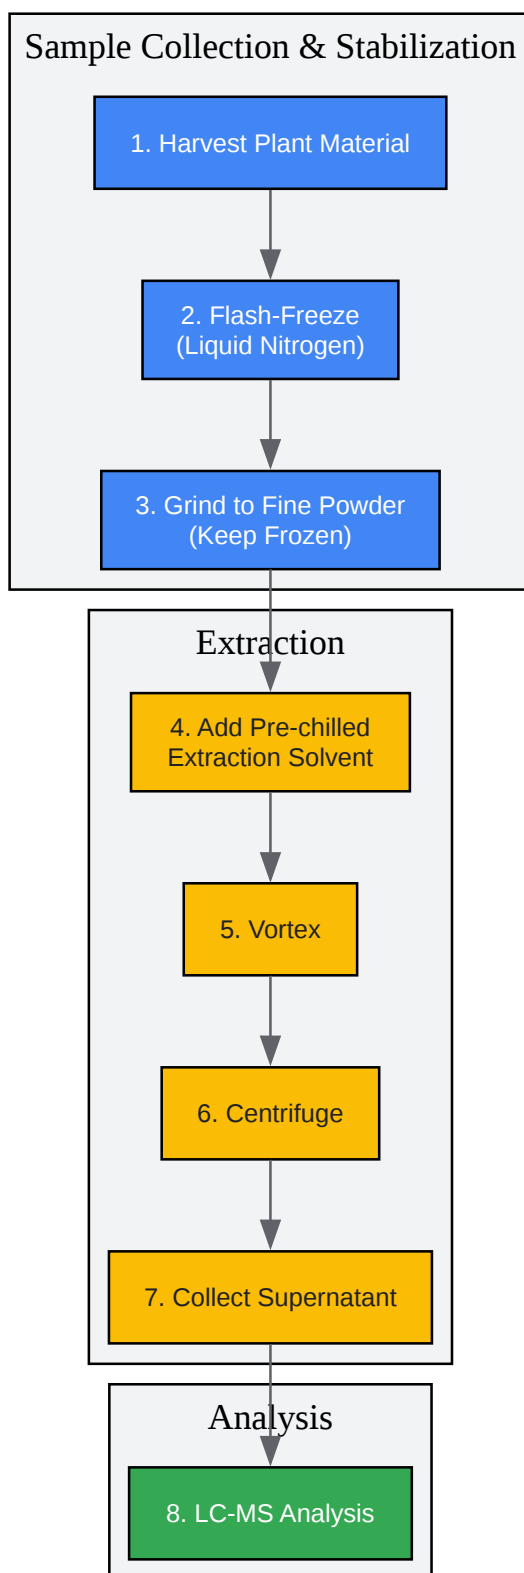 Sample Collection & Stabilization
1. Harvest Plant Material
2. Flash-Freeze
(Liquid Nitrogen)
3. Grind to Fine Powder
(Keep Frozen)
Extraction
4. Add Pre-chilled
Extraction Solvent
5. Vortex
6. Centrifuge
7. Collect Supernatant
Analysis
8. LC-MS Analysis